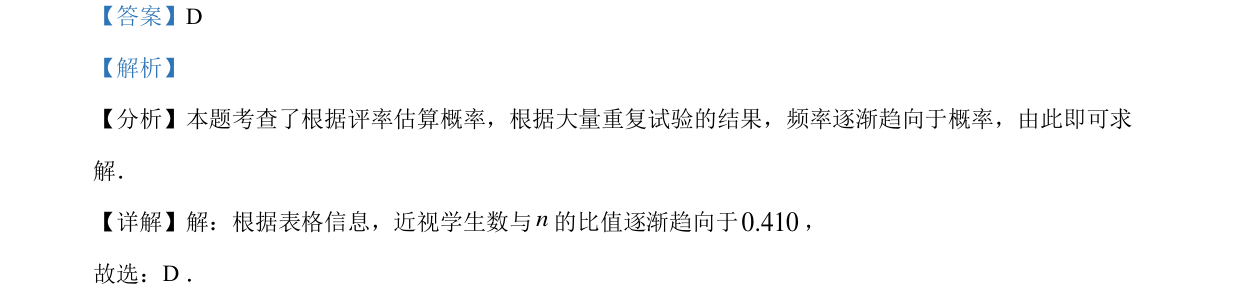 【答案】D
【解析】
【分析】本题考查了根据评率估算概率，根据大量重复试验的结果，频率逐渐趋向于概率，由此即可求
解．
【详解】解：根据表格信息，近视学生数与n的比值逐渐趋向于0.410，
故选：D．